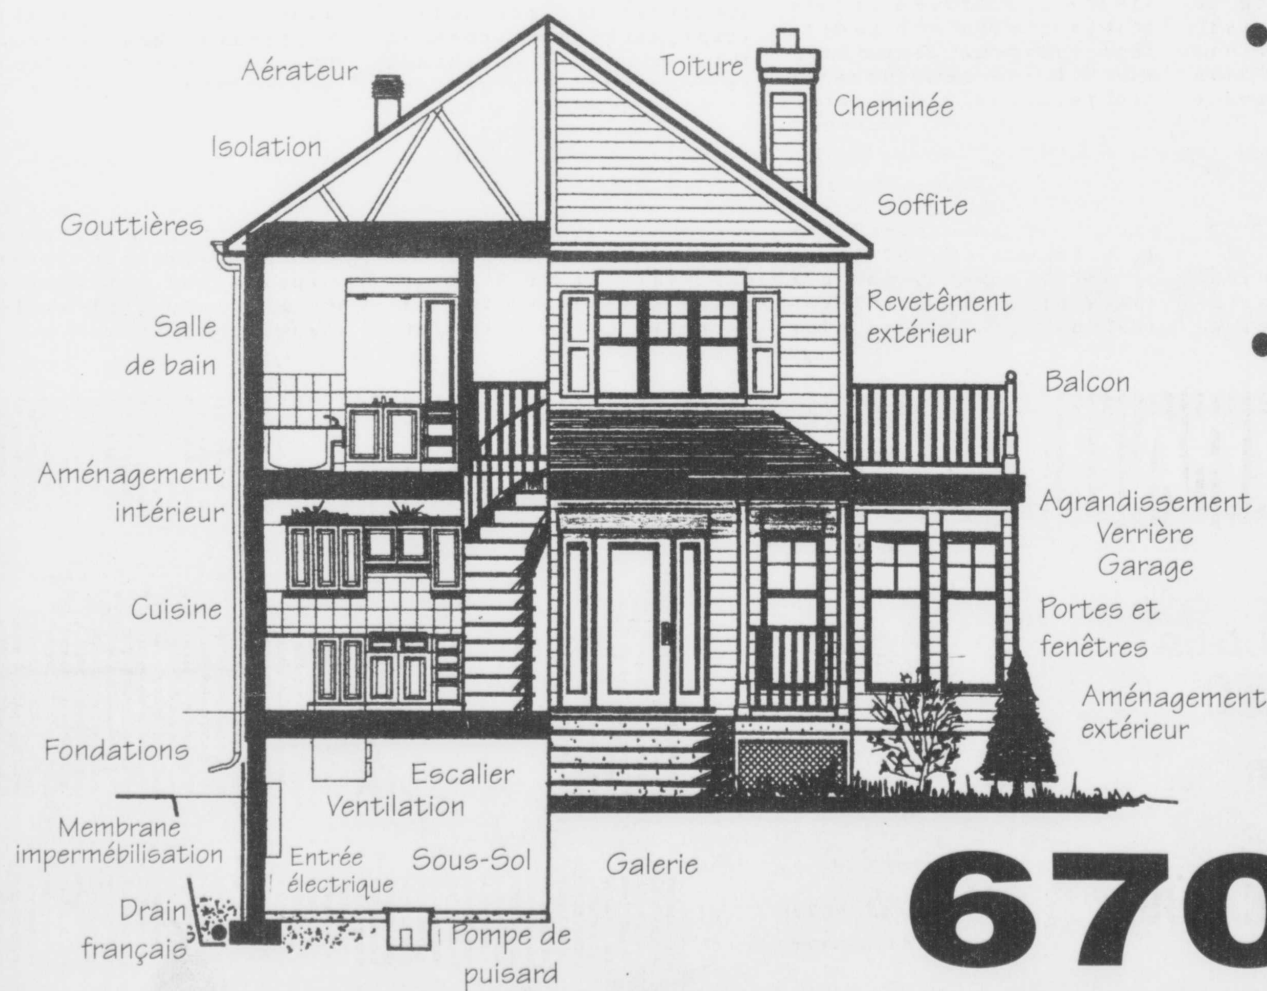 Aérateur
Toiture
Cheminée
Isolation
Soffite
Gouttières
Revetêment
extérieur
Salle
de bain
Balcon
Aménagement
intérieur
Agrandissement
Verrière
Garage
Cuisine
Portes et
fenêtres
Aménagement
extérieur
Fondations
Escalier
Ventilation
Membrane
impermébilisation
Entrée
électrique
Sous-Sol
Galerie
Drain
français
Pompe de
puisard
670